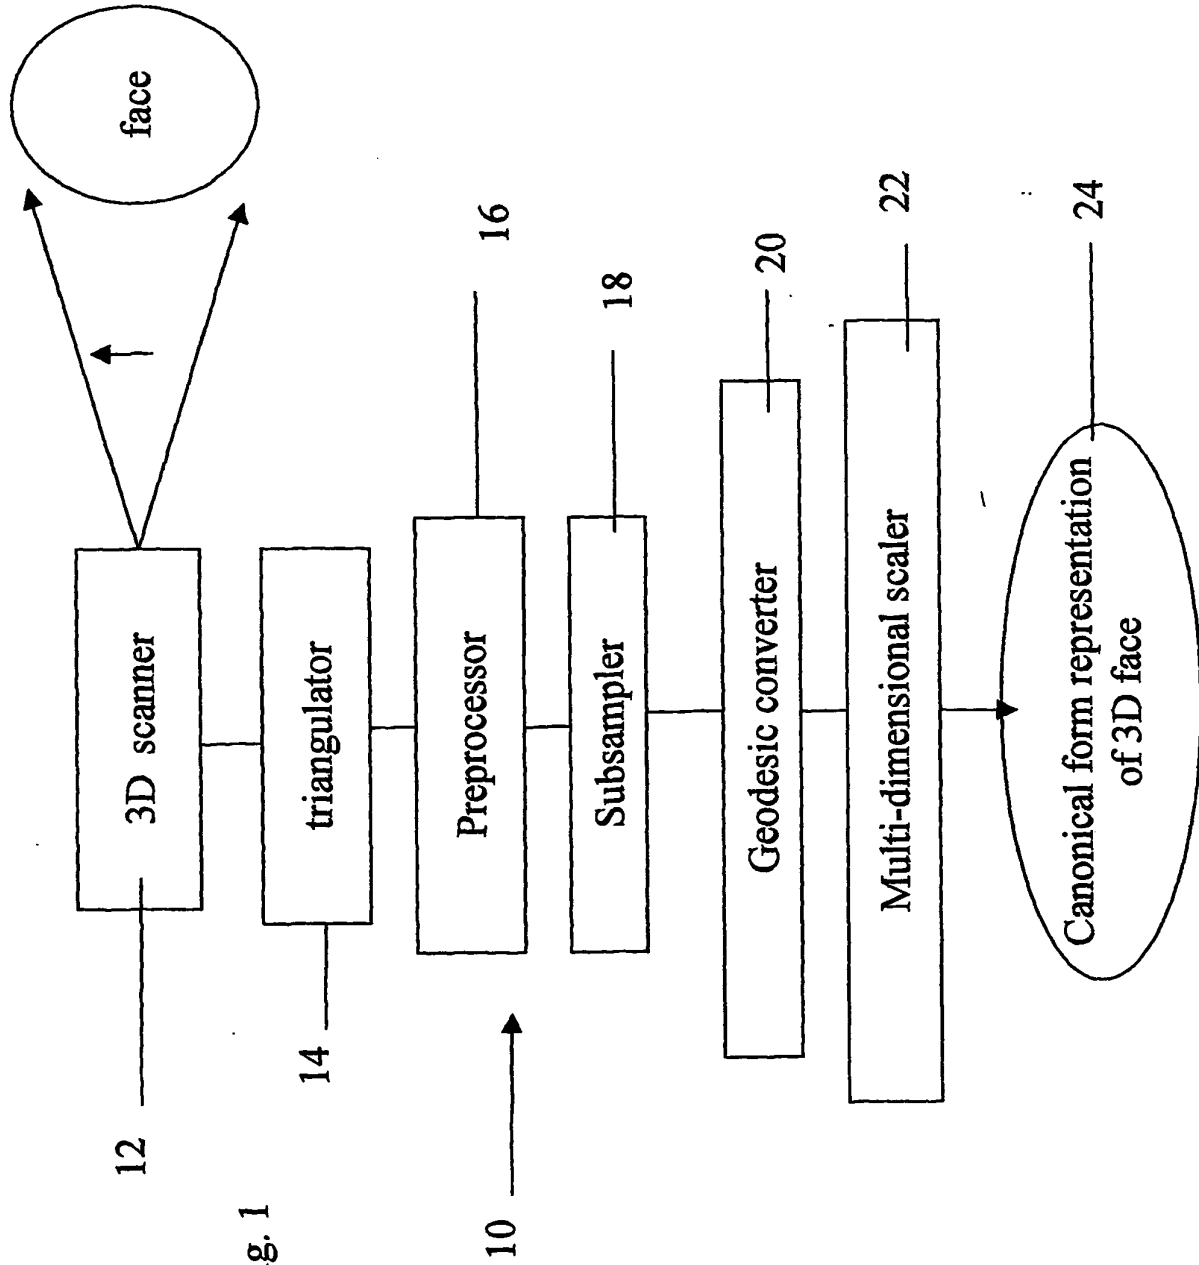 g. 1
face
12
3D scanner
14
triangulator
10
Preprocessor
16
Subsampler
18
Geodesic converter
20
Multi-dimensional scaler
22
Canonical form representation
of 3D face
24